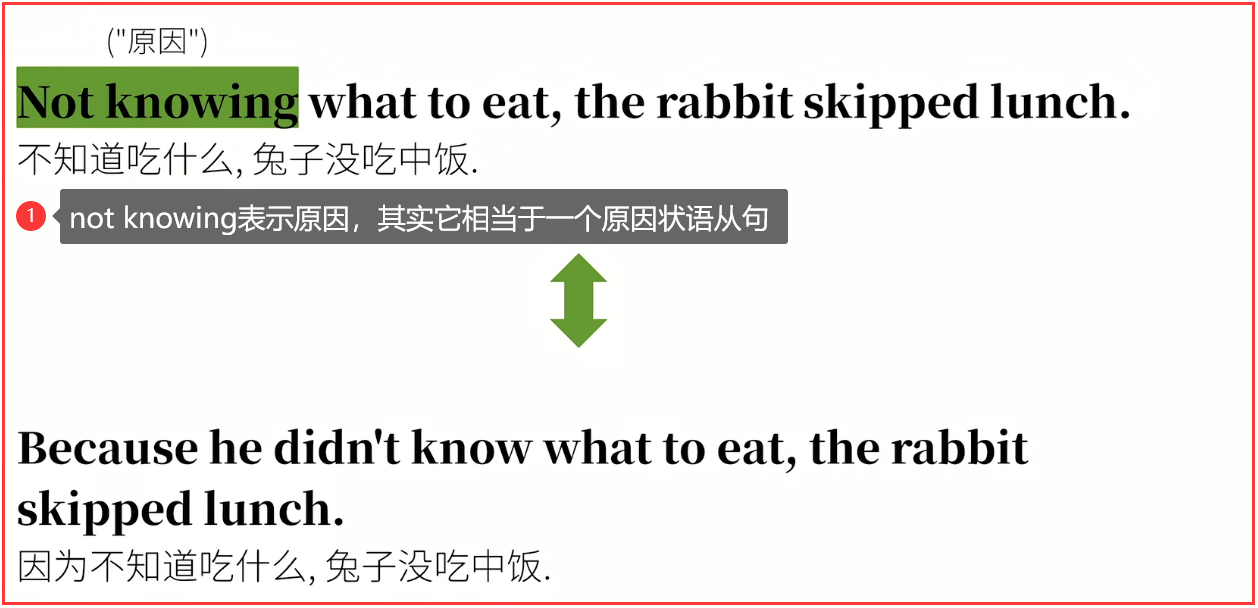 ("原因")
Not knowing what to eat, the rabbit skipped lunch.
不知道吃什么, 兔子没吃中饭.
1 not knowing表示原因，其实它相当于一个原因状语从句
Because he didn't know what to eat, the rabbit
skipped lunch.
因为不知道吃什么, 兔子没吃中饭.